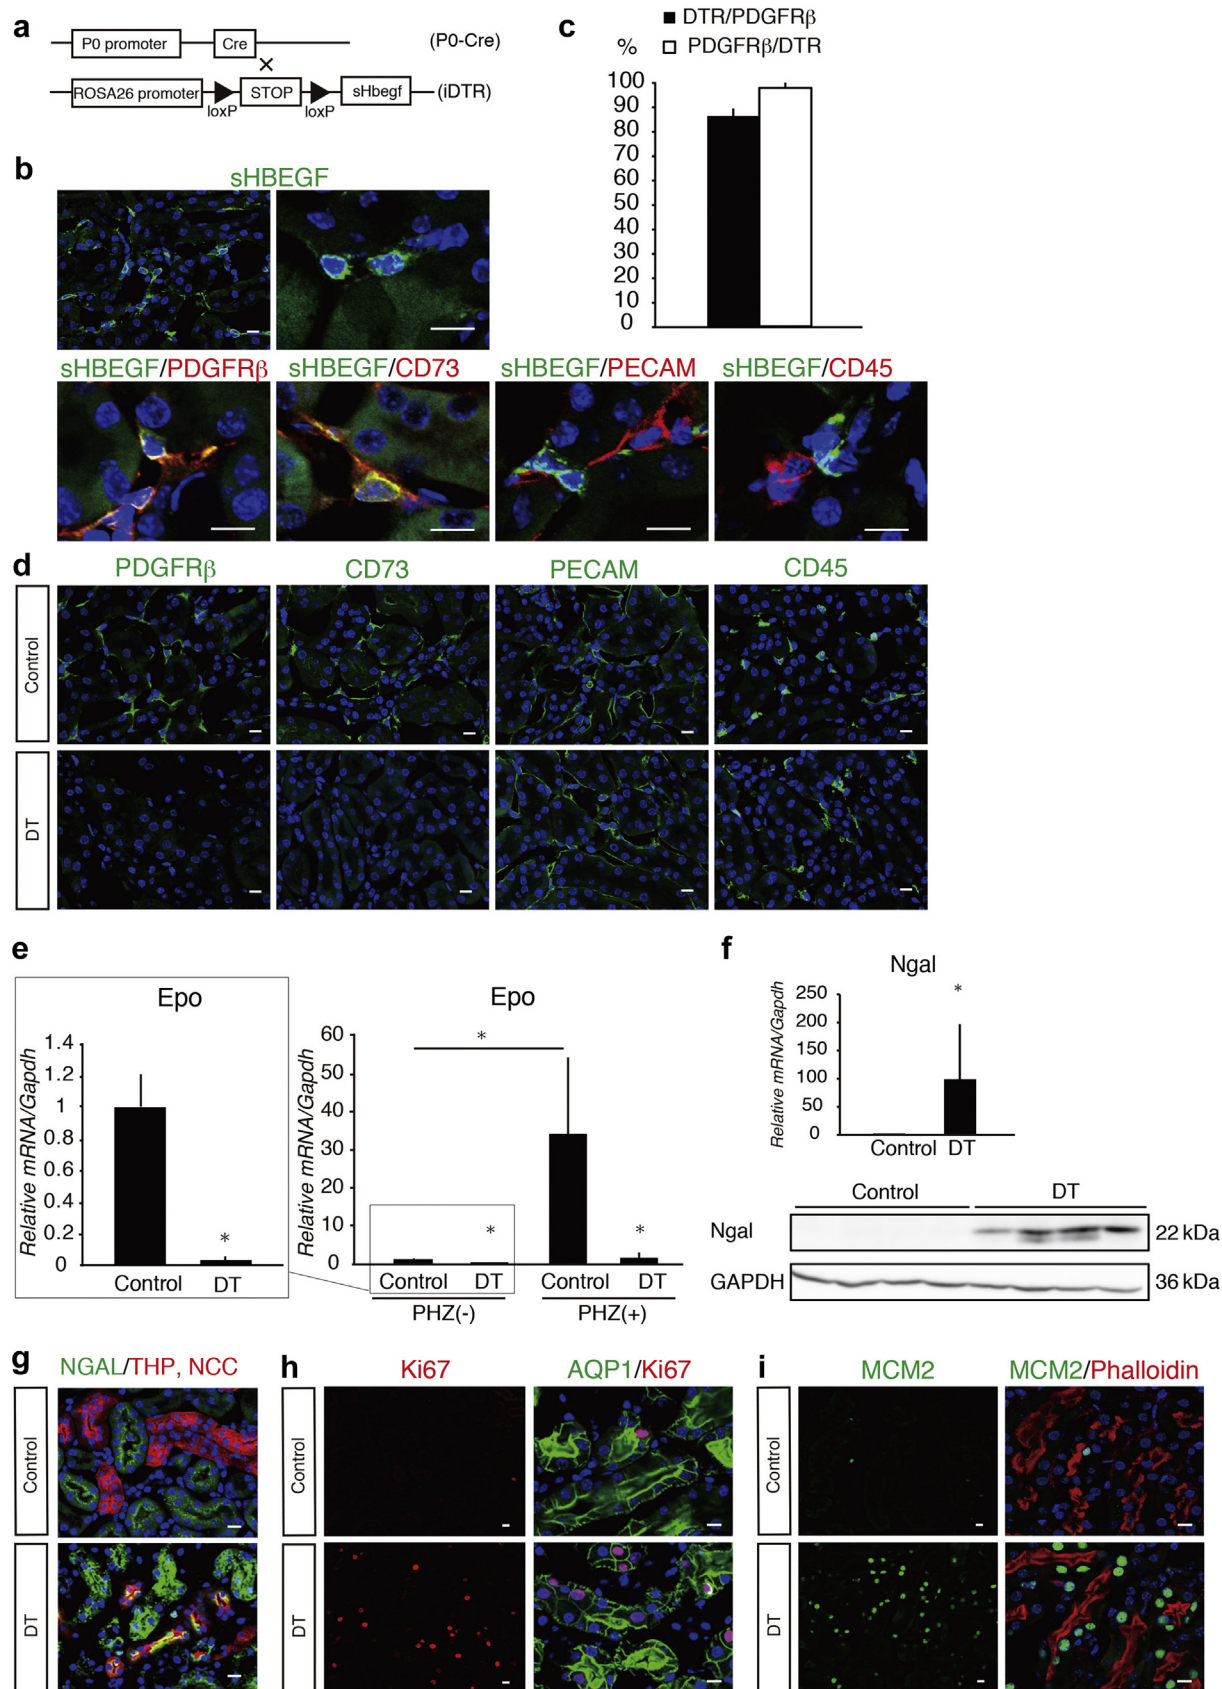 a
P0 promoter
Cre
(P0-Cre)
×
ROSA26 promoter
STOP
sHbegf
(iDTR)
loxP
loxP
c
DTR/PDGFRβ
PDGFRβ/DTR
%
100
90
80
70
60
50
40
30
20
10
0
b
sHBEGF
sHBEGF/PDGFRβ
sHBEGF/CD73
sHBEGF/PECAM
sHBEGF/CD45
d
PDGFRβ
CD73
PECAM
CD45
Control
DT
e
Epo
Relative mRNA/Gapdh
1.4
1.2
1
0.8
0.6
0.4
0.2
0
*
Control
DT
Epo
Relative mRNA/Gapdh
60
50
40
30
20
10
0
*
*
*
Control
DT
Control
DT
PHZ(-)
PHZ(+)
f
Ngal
Relative mRNA/Gapdh
250
200
150
100
50
0
*
Control
DT
Control
DT
Ngal
22 kDa
GAPDH
36 kDa
g
NGAL/THP, NCC
Control
DT
h
Ki67
AQP1/Ki67
Control
DT
i
MCM2
MCM2/Phalloidin
Control
DT